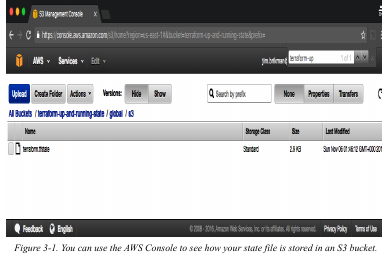 S3 Management Console
https://console.aws.amazon.com/s3/home?region=us-east-1#&bucket=terraform-up-and-running-state&prefix=
AWS Services Edit jim.brikman@ terraform-up 1 of 1
Upload Create Folder Actions Versions: Hide Show Search by prefix None Properties Transfers
All Buckets / terraform-up-and-running-state / global / s3
Name Storage Class Size Last Modified
terraform.tfstate Standard 2.9 KB Sun Nov 06 01:46:12 GMT+000 201
Feedback English © 2008 - 2016, Amazon Web Services, Inc. or its affiliates. All rights reserved. Privacy Policy Terms of Use
Figure 3-1. You can use the AWS Console to see how your state file is stored in an S3 bucket.